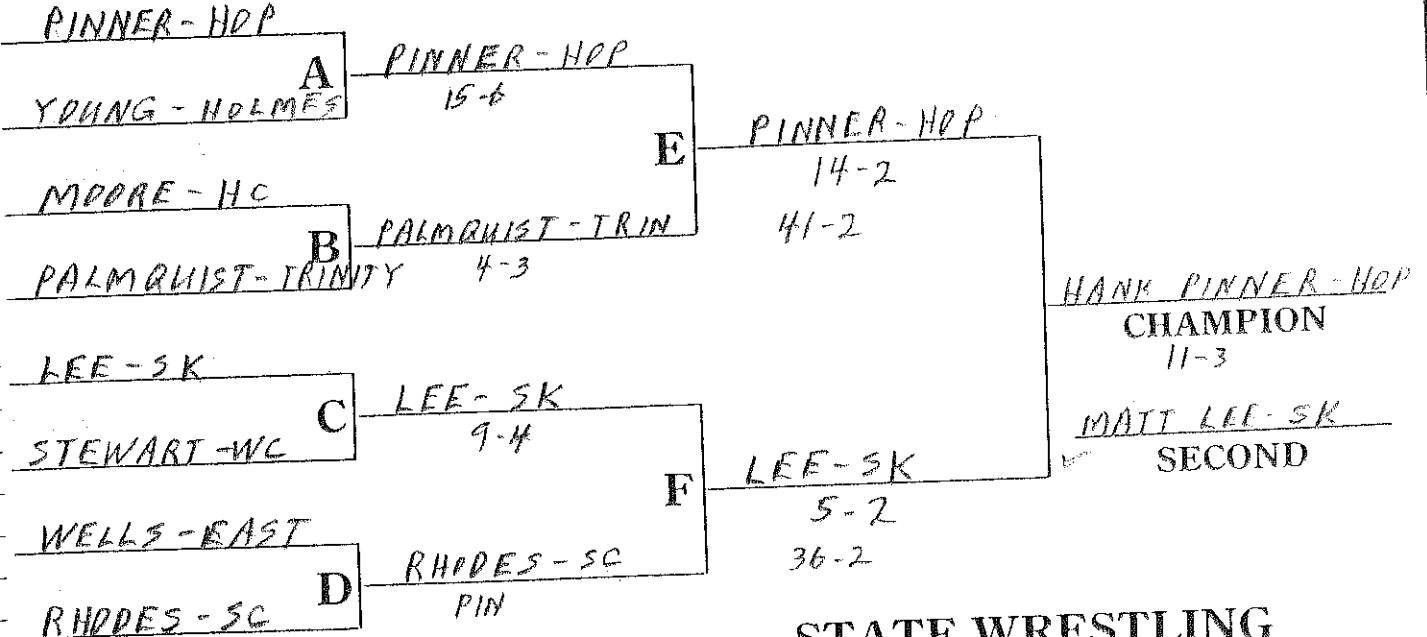 PINNER-HOP
A
YOUNG-HOLMES
PINNER-HOP
15-6
MOORE-HC
B
PALMQUIST-TRINITY
PALMQUIST-TRIN
4-3
E
PINNER-HOP
14-2
41-2
LEE-SK
C
STEWART-WC
LEE-SK
9-4
WELLS-EAST
D
RHODES-SC
RHODES-SC
PIN
F
LEE-SK
5-2
36-2
HANK PINNER-HOP
CHAMPION
11-3
MATT LEE-SK
SECOND
STATE WRESTLING